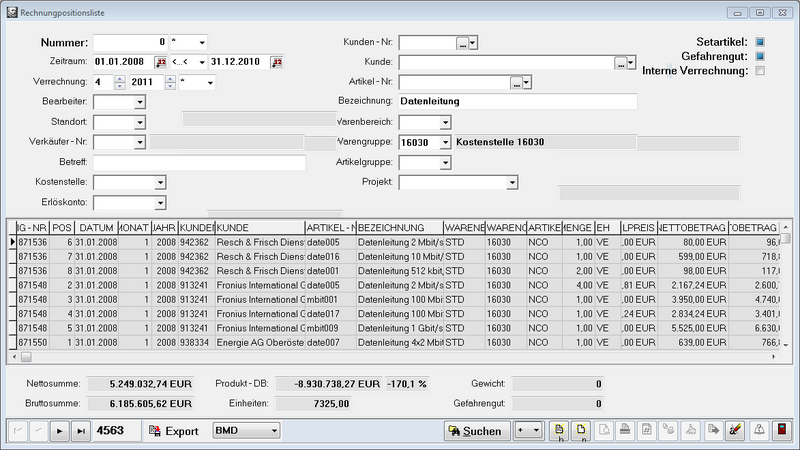 Rechnungpositionsliste
Nummer: 0 * Kunden - Nr: ... Setartikel:
Zeitraum: 01.01.2008 12 <..< 31.12.2010 12 Kunde: ... Gefahrengut:
Verrechnung: 4 2011 * Artikel - Nr: ... Interne Verrechnung:
Bearbeiter: Bezeichnung: Datenleitung
Standort: Warenbereich:
Verkäufer - Nr: Warengruppe: 16030 Kostenstelle 16030
Betreff: Artikelgruppe:
Kostenstelle: Projekt:
Erlöskonto:
IG - NR POS DATUM MONAT JAHR KUNDEN KUNDE ARTIKEL - N BEZEICHNUNG WARENE WARENG ARTIKE MENGE EH LPREIS NETTOBETRAG OBETRAG
871536 6 31.01.2008 1 2008 942362 Resch & Frisch Diens date005 Datenleitung 2 Mbit/s STD 16030 NCO 1,00 VE ,00 EUR 80,00 EUR 96,
871536 7 31.01.2008 1 2008 942362 Resch & Frisch Diens date016 Datenleitung 10 Mbit/ STD 16030 NCO 1,00 VE ,00 EUR 599,00 EUR 718,
871536 8 31.01.2008 1 2008 942362 Resch & Frisch Diens date001 Datenleitung 512 kbit, STD 16030 NCO 2,00 VE ,00 EUR 98,00 EUR 117,
871548 2 31.01.2008 1 2008 913241 Fronius International G date005 Datenleitung 2 Mbit/s STD 16030 NCO 4,00 VE ,81 EUR 2.167,24 EUR 2.600,
871548 3 31.01.2008 1 2008 913241 Fronius International G mbit001 Datenleitung 100 Mbi STD 16030 NCO 1,00 VE ,00 EUR 3.950,00 EUR 4.740,
871548 4 31.01.2008 1 2008 913241 Fronius International G date017 Datenleitung 100 Mbi STD 16030 NCO 1,00 VE ,24 EUR 2.834,24 EUR 3.401,
871548 5 31.01.2008 1 2008 913241 Fronius International G mbit009 Datenleitung 1 Gbit/s STD 16030 NCO 1,00 VE ,00 EUR 5.525,00 EUR 6.630,
871550 1 31.01.2008 1 2008 938334 Energie AG Oberöste date007 Datenleitung 4x2 Mbi STD 16030 NCO 1,00 VE ,00 EUR 639,00 EUR 766,
Nettosumme: 5.249.032,74 EUR Produkt - DB: -8.930.738,27 EUR -170,1 % Gewicht: 0
Bruttosumme: 6.185.605,62 EUR Einheiten: 7325,00 Gefahrengut: 0
4563 Export BMD Suchen + b n